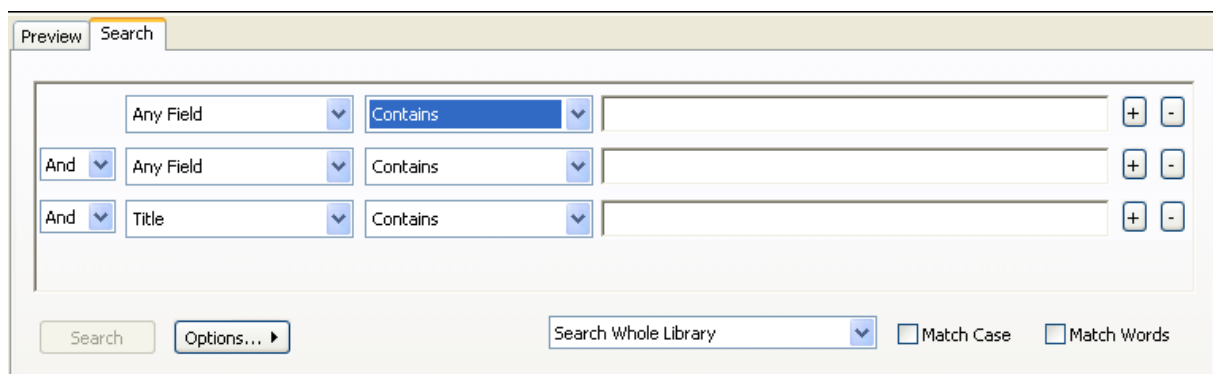 Preview Search
Any Field Contains + -
And Any Field Contains + -
And Title Contains + -
Search Options... Search Whole Library Match Case Match Words